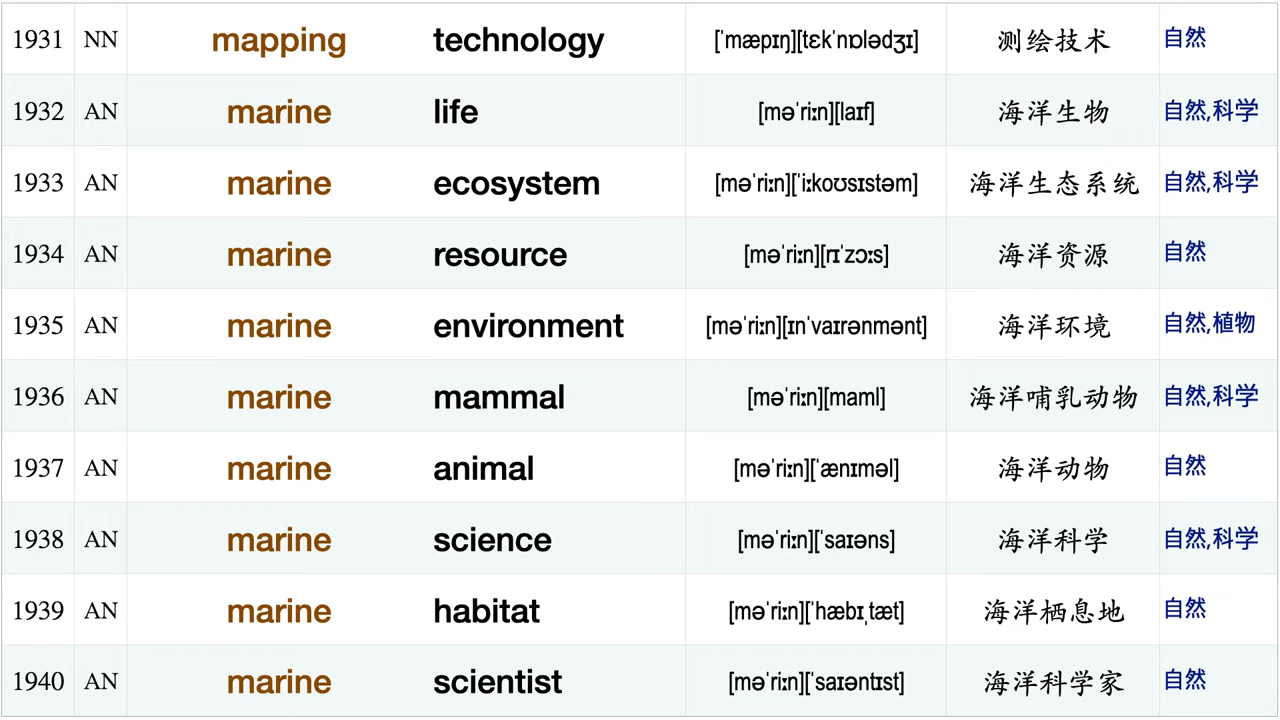 1931 NN mapping technology [ˈmæpɪŋ][tɛkˈnɒlədʒɪ] 测绘技术 自然
1932 AN marine life [məˈriːn][laɪf] 海洋生物 自然,科学
1933 AN marine ecosystem [məˈriːn][ˈiːkoʊsɪstəm] 海洋生态系统 自然,科学
1934 AN marine resource [məˈriːn][rɪˈzɔːs] 海洋资源 自然
1935 AN marine environment [məˈriːn][ɪnˈvaɪrənmənt] 海洋环境 自然,植物
1936 AN marine mammal [məˈriːn][maml] 海洋哺乳动物 自然,科学
1937 AN marine animal [məˈriːn][ˈænɪməl] 海洋动物 自然
1938 AN marine science [məˈriːn][ˈsaɪəns] 海洋科学 自然,科学
1939 AN marine habitat [məˈriːn][ˈhæbɪˌtæt] 海洋栖息地 自然
1940 AN marine scientist [məˈriːn][ˈsaɪəntɪst] 海洋科学家 自然